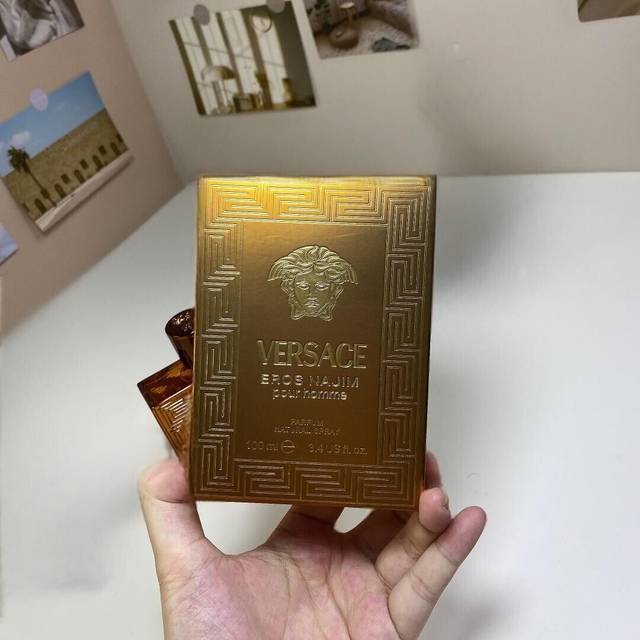 VERSACE
EROS NAJIM
pour homme
PARFUM
NATURAL SPRAY
100 ml ℮ 3.4 US fl. oz.